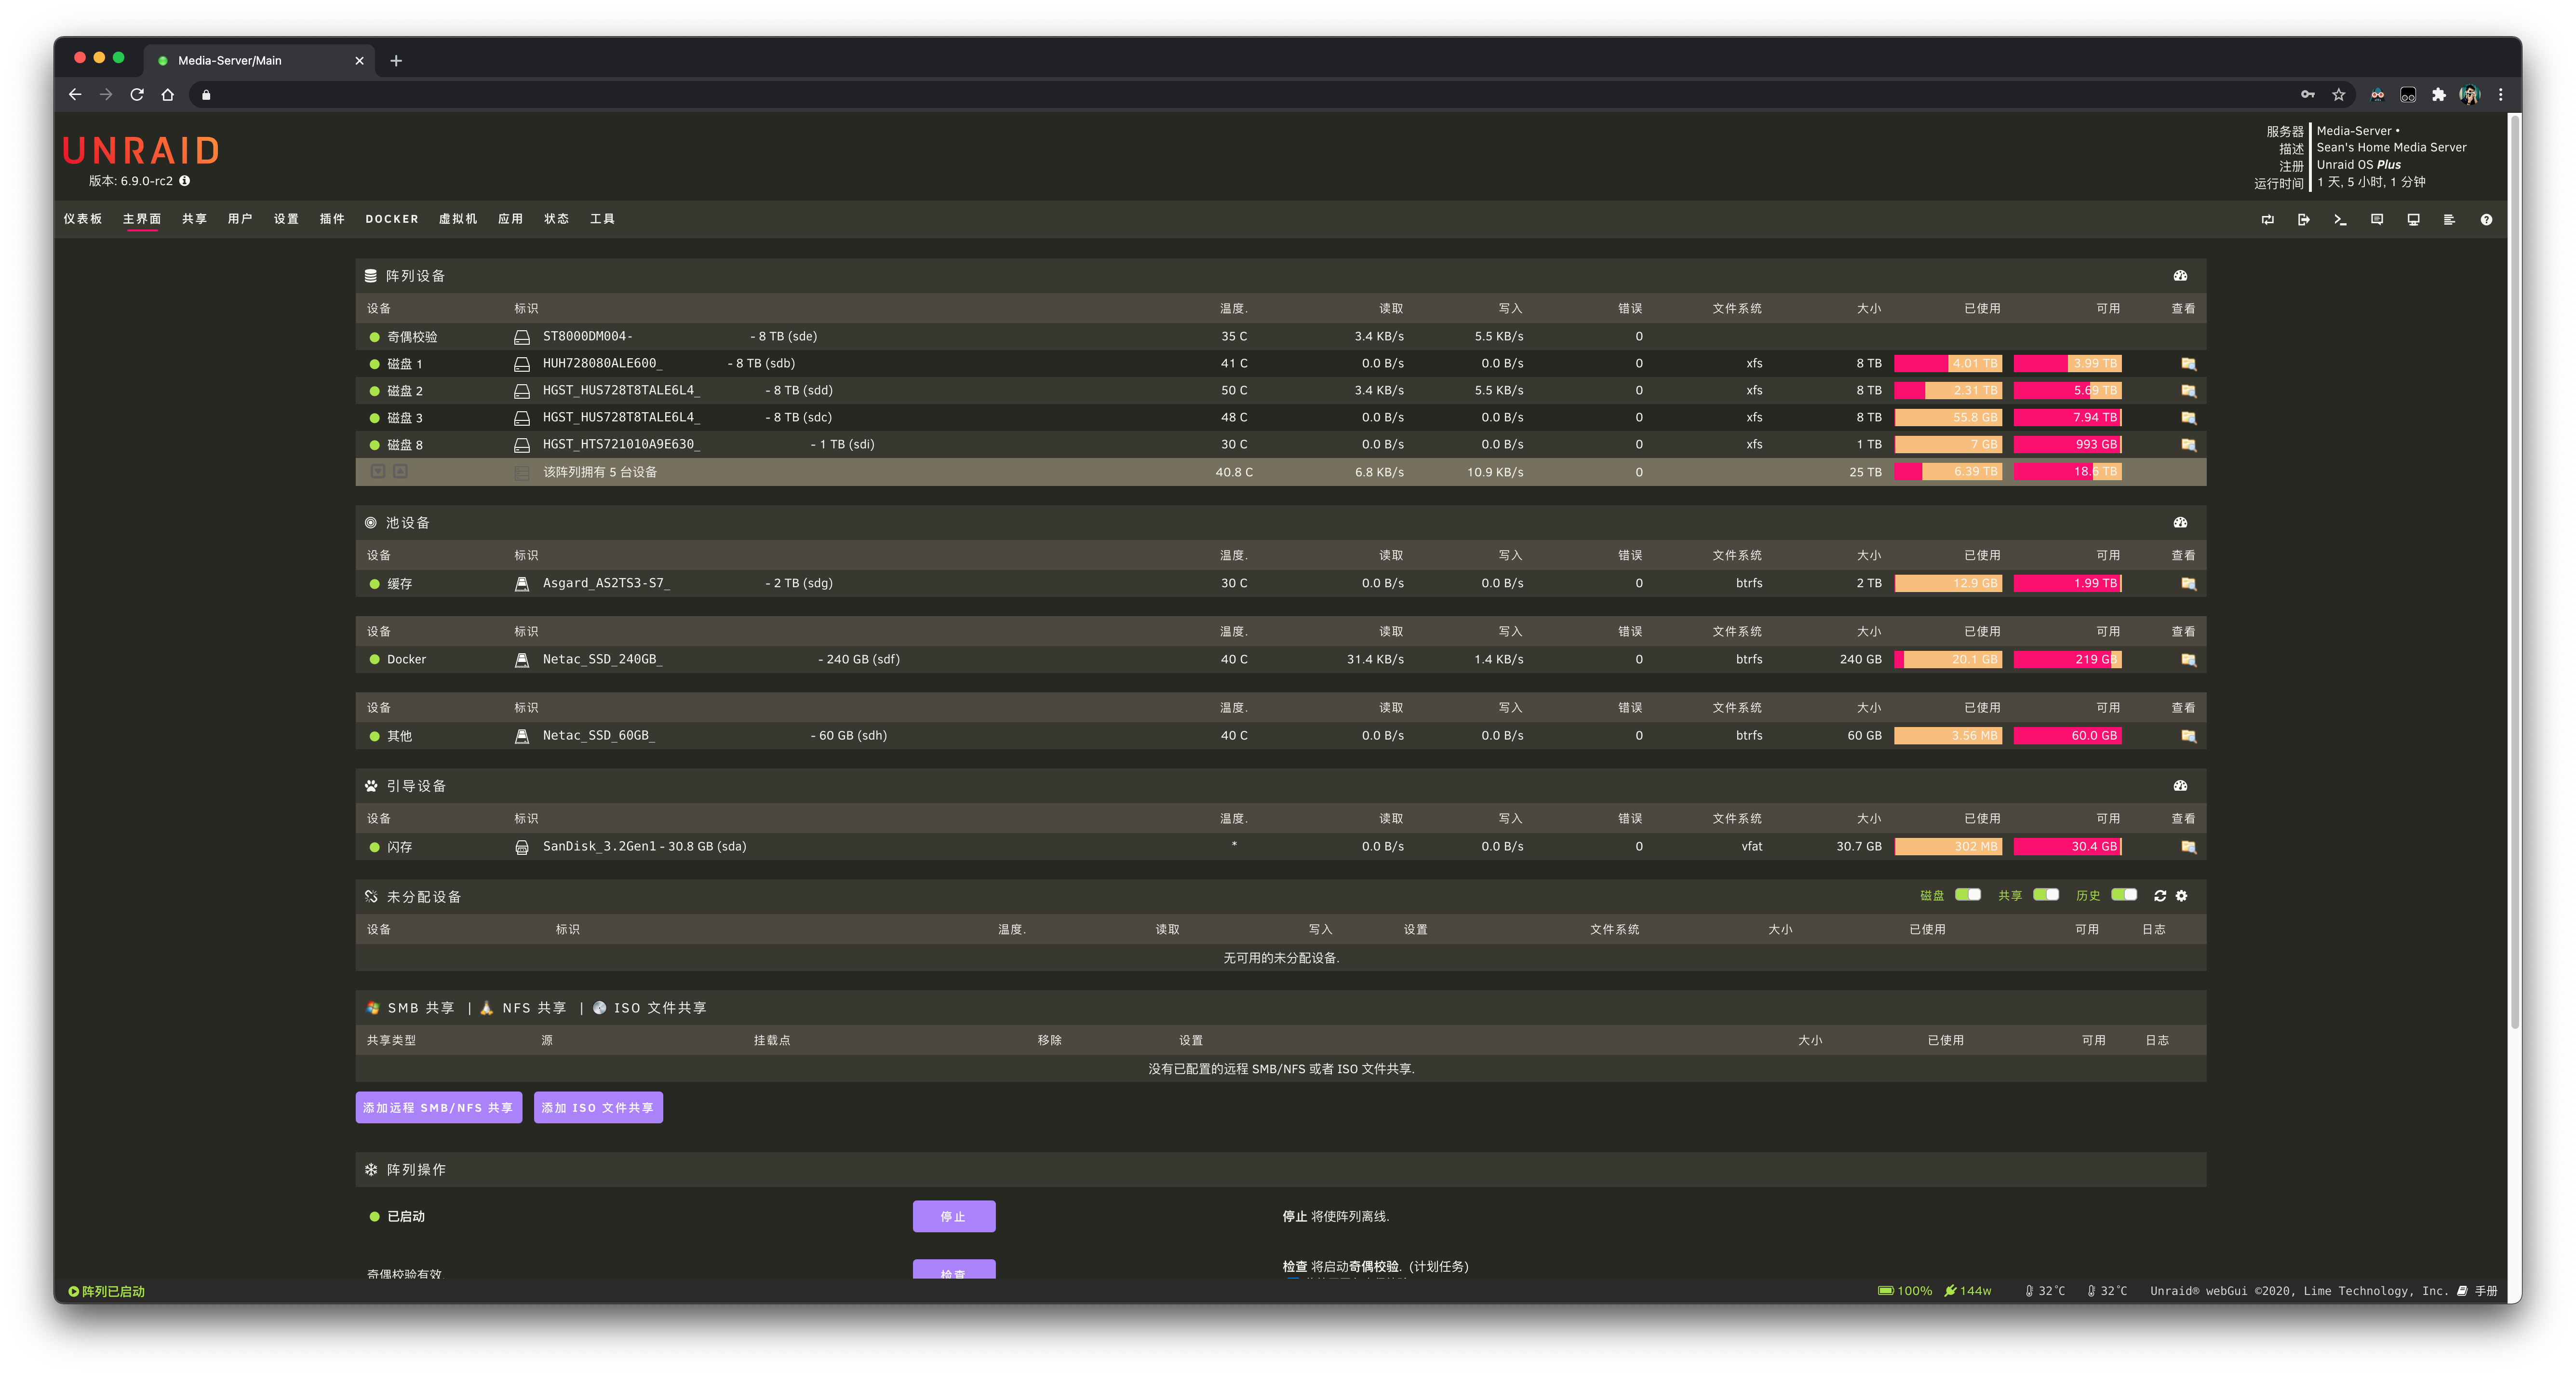 Media-Server/Main
UNRAID
版本: 6.9.0-rc2
服务器 Media-Server •
描述 Sean's Home Media Server
注册 Unraid OS Plus
运行时间 1 天, 5 小时, 1 分钟
仪表板 主界面 共享 用户 设置 插件 DOCKER 虚拟机 应用 状态 工具
阵列设备
设备 标识 温度. 读取 写入 错误 文件系统 大小 已使用 可用 查看
奇偶校验 ST8000DM004- - 8 TB (sde) 35 C 3.4 KB/s 5.5 KB/s 0
磁盘 1 HUH728080ALE600_ - 8 TB (sdb) 41 C 0.0 B/s 0.0 B/s 0 xfs 8 TB 4.01 TB 3.99 TB
磁盘 2 HGST_HUS728T8TALE6L4_ - 8 TB (sdd) 50 C 3.4 KB/s 5.5 KB/s 0 xfs 8 TB 2.31 TB 5.69 TB
磁盘 3 HGST_HUS728T8TALE6L4_ - 8 TB (sdc) 48 C 0.0 B/s 0.0 B/s 0 xfs 8 TB 55.8 GB 7.94 TB
磁盘 8 HGST_HTS721010A9E630_ - 1 TB (sdi) 30 C 0.0 B/s 0.0 B/s 0 xfs 1 TB 7 GB 993 GB
该阵列拥有 5 台设备 40.8 C 6.8 KB/s 10.9 KB/s 0 25 TB 6.39 TB 18.6 TB
池设备
设备 标识 温度. 读取 写入 错误 文件系统 大小 已使用 可用 查看
缓存 Asgard_AS2TS3-S7_ - 2 TB (sdg) 30 C 0.0 B/s 0.0 B/s 0 btrfs 2 TB 12.9 GB 1.99 TB
设备 标识 温度. 读取 写入 错误 文件系统 大小 已使用 可用 查看
Docker Netac_SSD_240GB_ - 240 GB (sdf) 40 C 31.4 KB/s 1.4 KB/s 0 btrfs 240 GB 20.1 GB 219 GB
设备 标识 温度. 读取 写入 错误 文件系统 大小 已使用 可用 查看
其他 Netac_SSD_60GB_ - 60 GB (sdh) 40 C 0.0 B/s 0.0 B/s 0 btrfs 60 GB 3.56 MB 60.0 GB
引导设备
设备 标识 温度. 读取 写入 错误 文件系统 大小 已使用 可用 查看
闪存 SanDisk_3.2Gen1 - 30.8 GB (sda) * 0.0 B/s 0.0 B/s 0 vfat 30.7 GB 302 MB 30.4 GB
未分配设备 磁盘 共享 历史
设备 标识 温度. 读取 写入 设置 文件系统 大小 已使用 可用 日志
无可用的未分配设备.
SMB 共享 | NFS 共享 | ISO 文件共享
共享类型 源 挂载点 移除 设置 大小 已使用 可用 日志
没有已配置的远程 SMB/NFS 或者 ISO 文件共享.
添加远程 SMB/NFS 共享 添加 ISO 文件共享
阵列操作
已启动 停止 停止 将使阵列离线.
奇偶校验有效. 检查 检查 将启动奇偶校验. (计划任务)
阵列已启动 100% 144w 32°C 32°C Unraid® webGui ©2020, Lime Technology, Inc. 手册